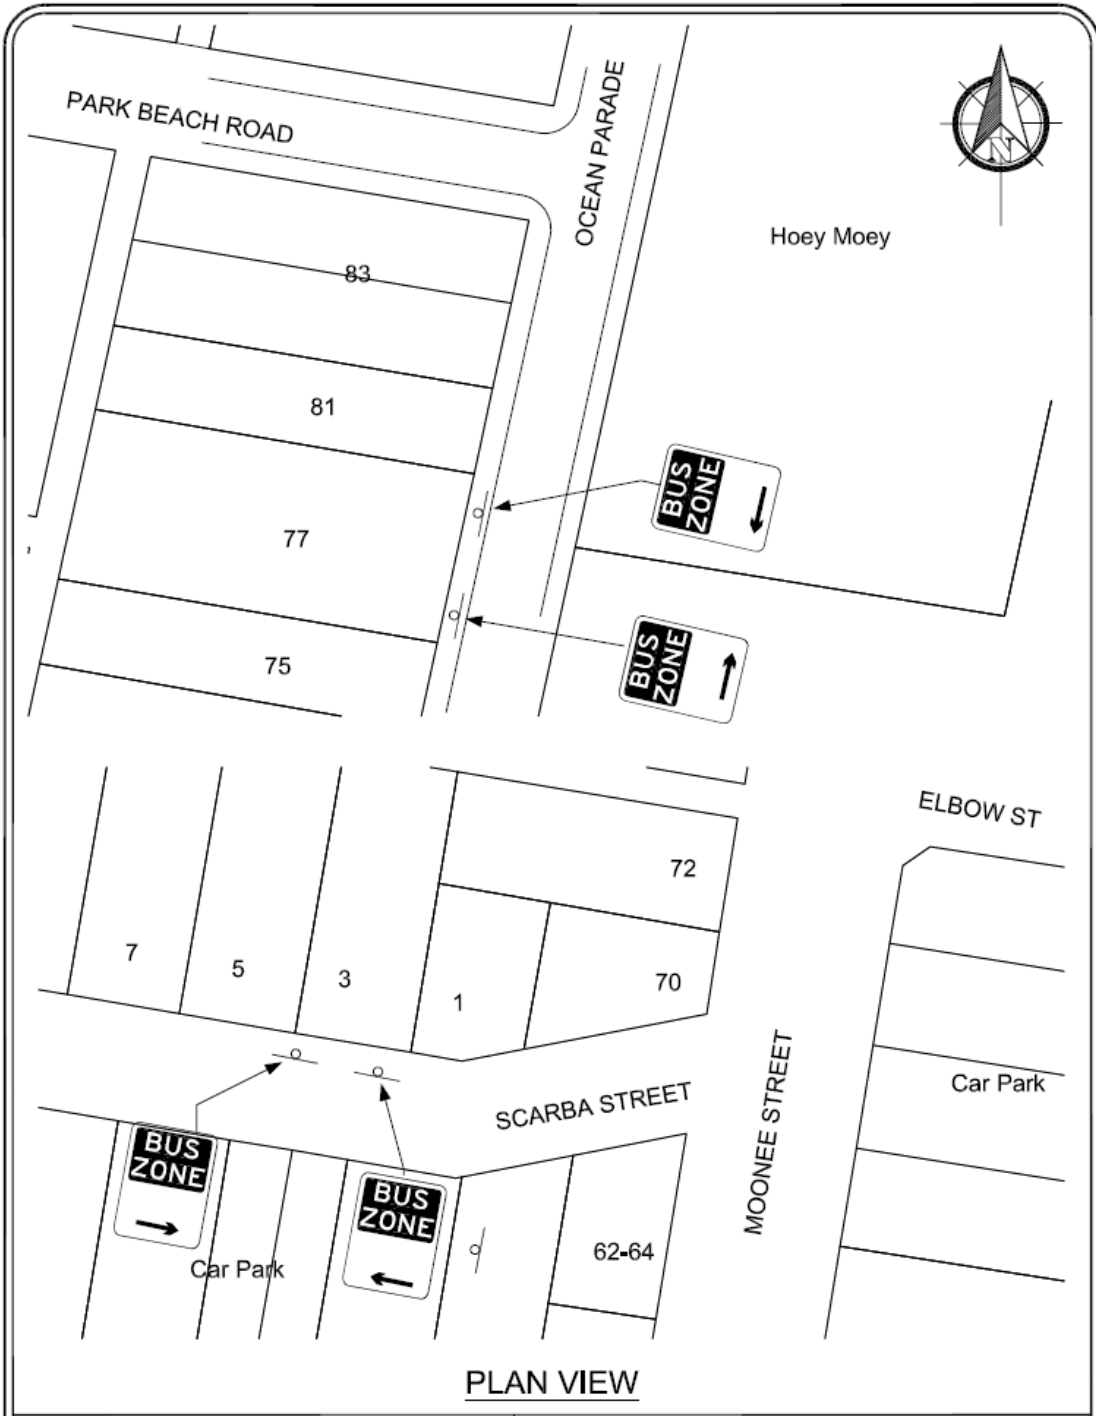 PARK BEACH ROAD
OCEAN PARADE
N
Hoey Moey
83
81
BUS
ZONE
77
BUS
ZONE
75
ELBOW ST
72
7
5
3
1
70
Car Park
SCARBA STREET
MOONEE STREET
BUS
ZONE
BUS
ZONE
62-64
Car Park
PLAN VIEW